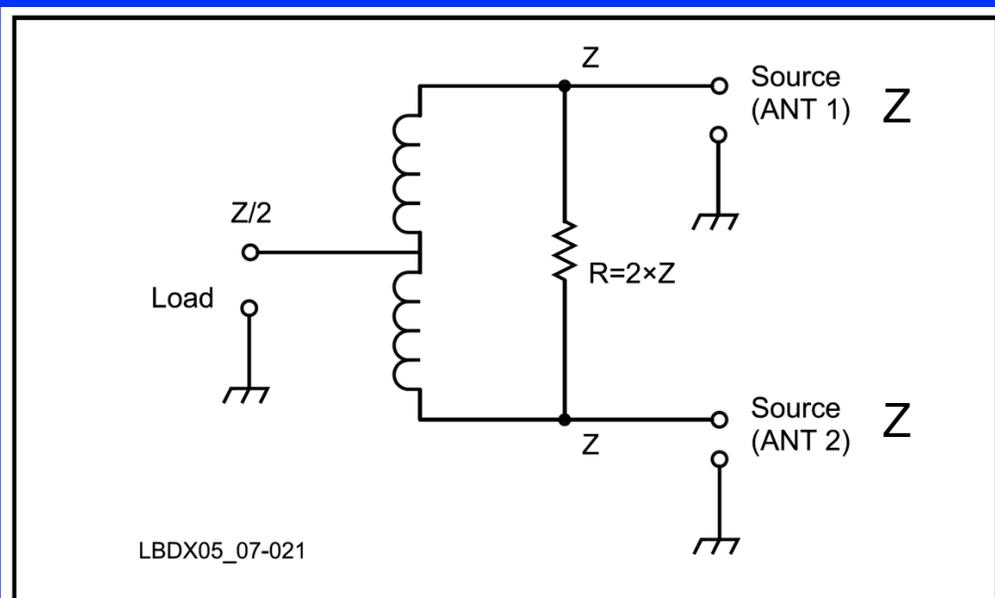 Z
Source
(ANT 1)
Z
Z/2
R=2×Z
Load
Source
(ANT 2)
Z
Z
LBDX05_07-021